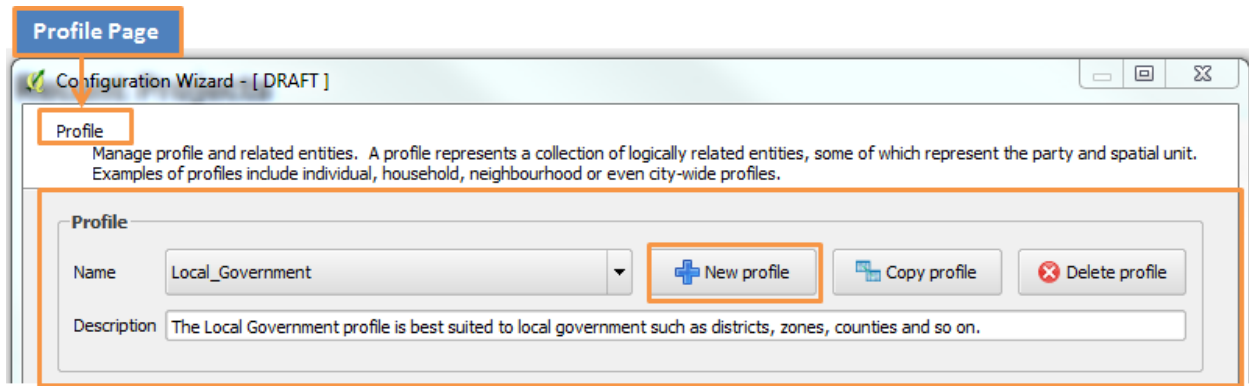 Profile Page
Configuration Wizard - [ DRAFT ]
Profile
Manage profile and related entities. A profile represents a collection of logically related entities, some of which represent the party and spatial unit.
Examples of profiles include individual, household, neighbourhood or even city-wide profiles.
Profile
Name Local_Government New profile Copy profile Delete profile
Description The Local Government profile is best suited to local government such as districts, zones, counties and so on.